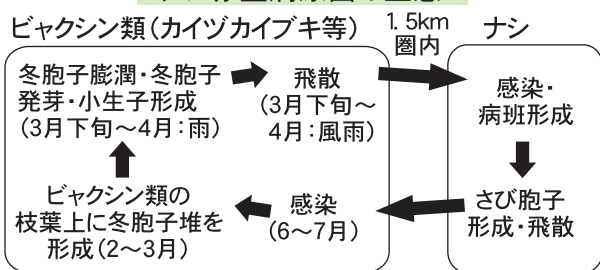 ビャクシン類(カイヅカイブキ等)
1.5km
圏内
ナシ
冬胞子膨潤・冬胞子
発芽・小生子形成
(3月下旬～4月:雨)
飛散
(3月下旬～
4月:風雨)
感染・
病班形成
ビャクシン類の
枝葉上に冬胞子堆を
形成(2～3月)
感染
(6～7月)
さび胞子
形成・飛散